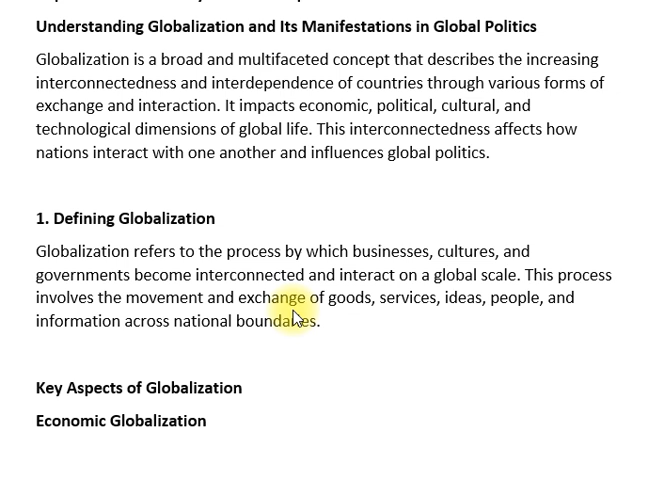 Understanding Globalization and Its Manifestations in Global Politics
Globalization is a broad and multifaceted concept that describes the increasing
interconnectedness and interdependence of countries through various forms of
exchange and interaction. It impacts economic, political, cultural, and
technological dimensions of global life. This interconnectedness affects how
nations interact with one another and influences global politics.
1. Defining Globalization
Globalization refers to the process by which businesses, cultures, and
governments become interconnected and interact on a global scale. This process
involves the movement and exchange of goods, services, ideas, people, and
information across national boundaries.
Key Aspects of Globalization
Economic Globalization